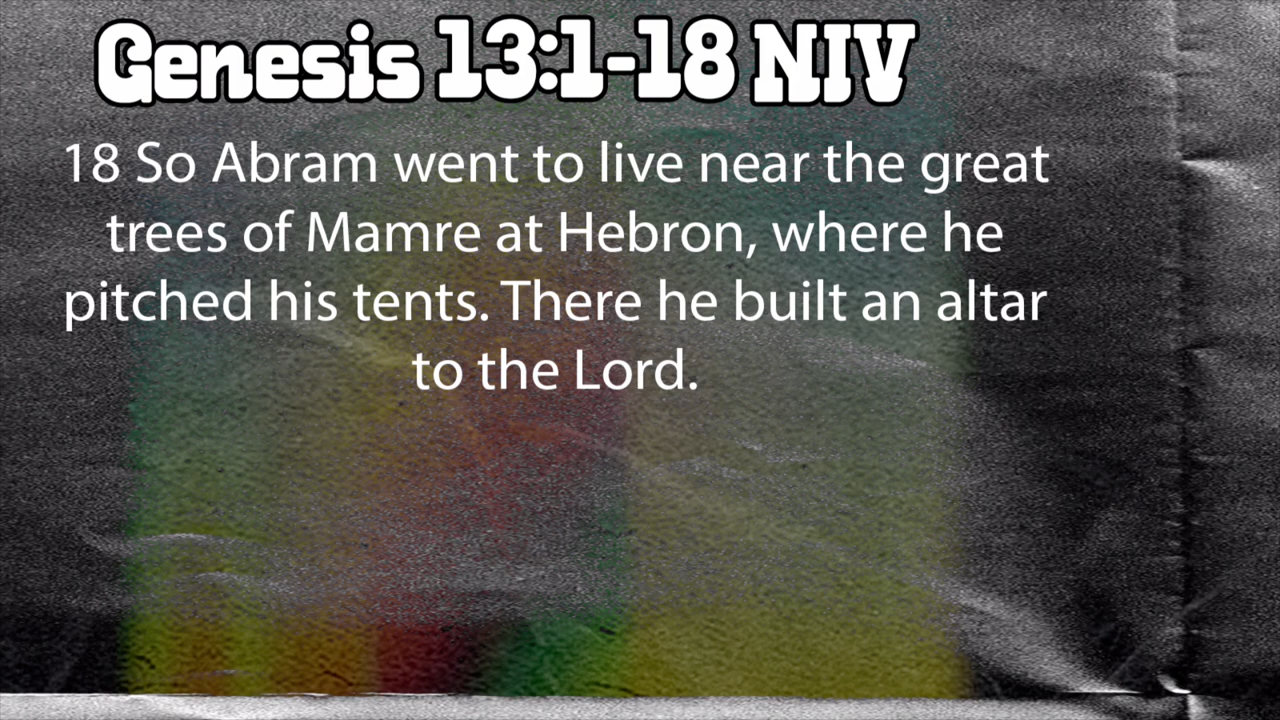 Genesis 13:1-18 NIV
18 So Abram went to live near the great
trees of Mamre at Hebron, where he
pitched his tents. There he built an altar
to the Lord.